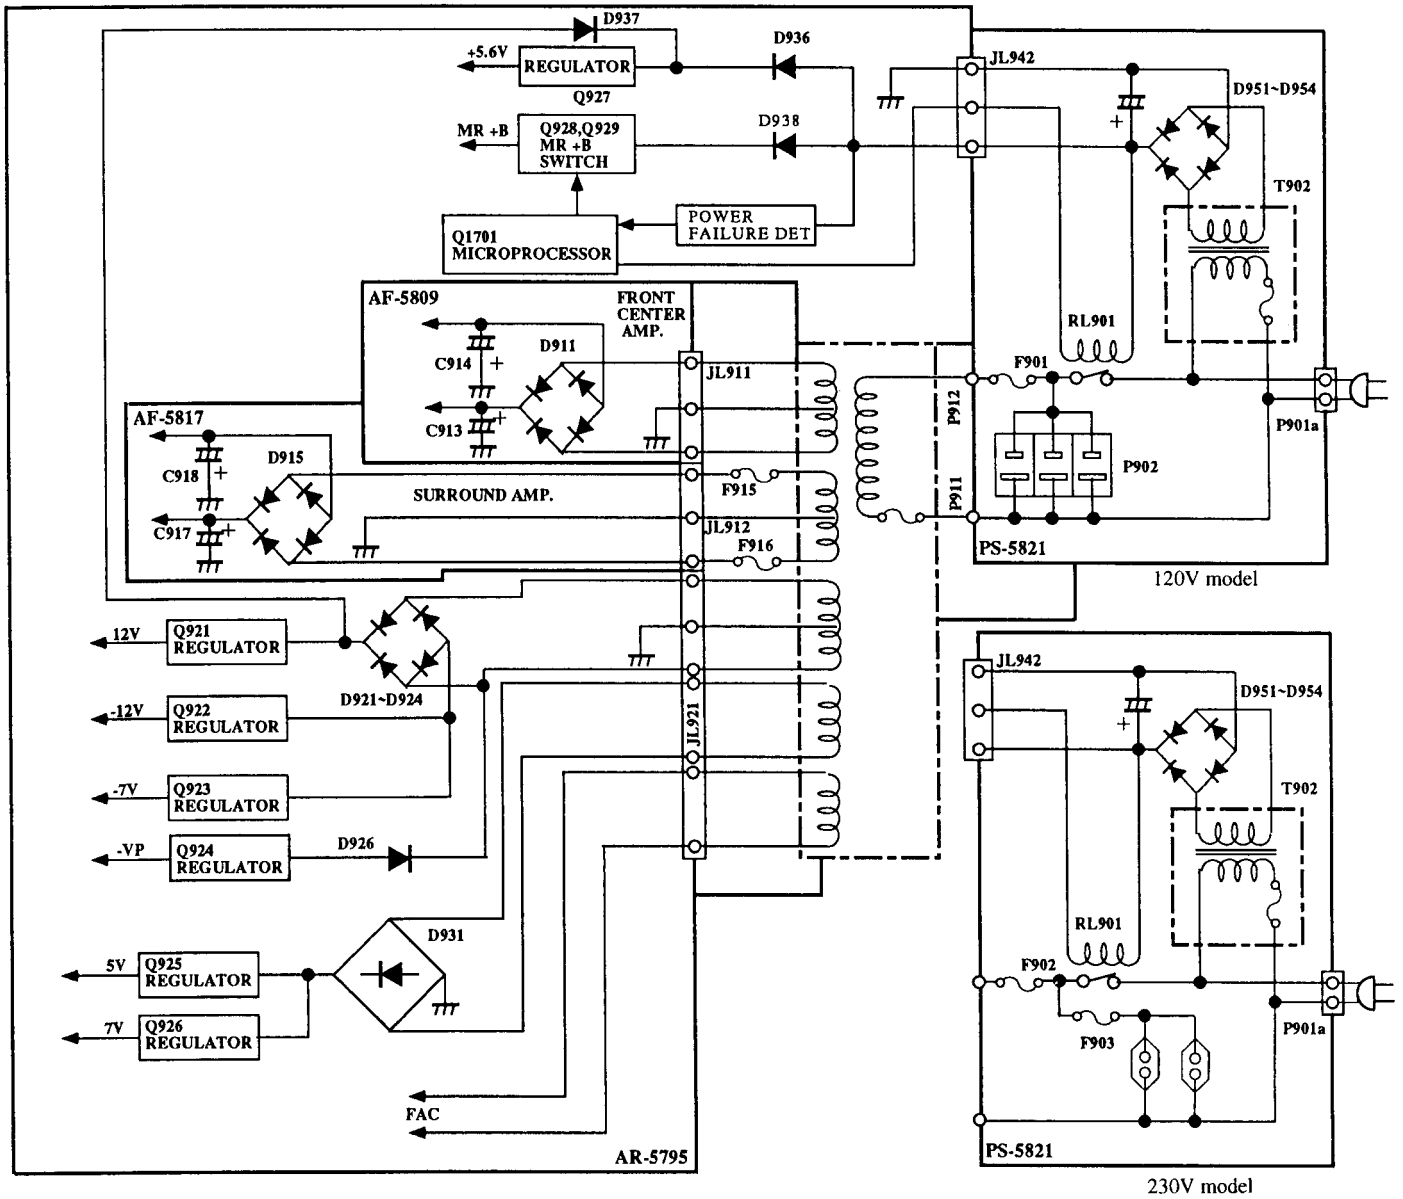 D937
+5.6V
REGULATOR
Q927
D936
JL942
D951~D954
+
MR +B
Q928,Q929
MR +B
SWITCH
D938
T902
POWER
FAILURE DET
Q1701
MICROPROCESSOR
RL901
AF-5809
FRONT
CENTER
AMP.
C914
+
D911
JL911
C913
+
F901
P912
P901a
P902
AF-5817
C918
+
D915
SURROUND AMP.
F915
P911
C917
+
JL912
F916
PS-5821
120V model
12V
Q921
REGULATOR
D921~D924
-12V
Q922
REGULATOR
JL921
-7V
Q923
REGULATOR
-VP
Q924
REGULATOR
D926
D931
5V
Q925
REGULATOR
7V
Q926
REGULATOR
FAC
AR-5795
JL942
D951~D954
+
T902
RL901
F902
P901a
F903
PS-5821
230V model